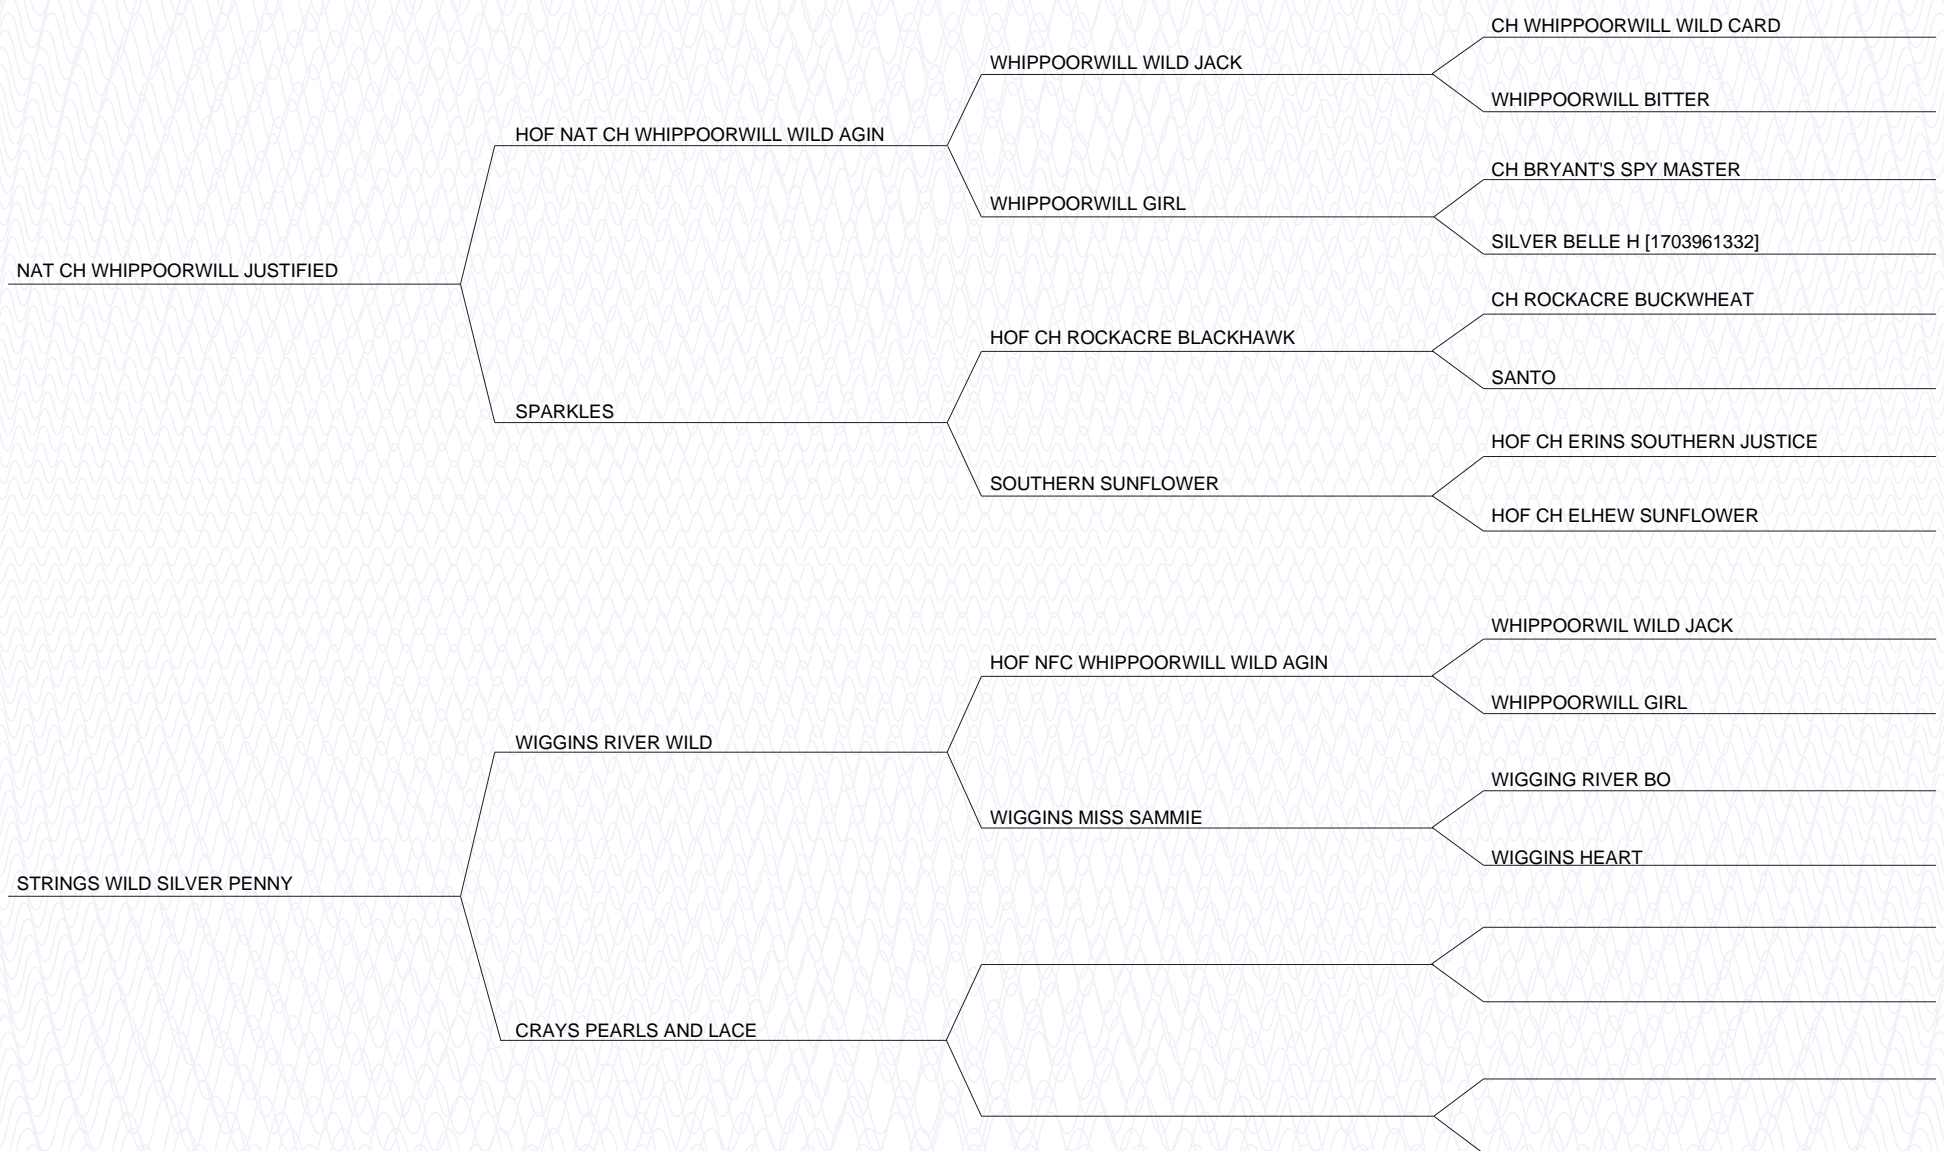 CH WHIPPOORWILL WILD CARD
WHIPPOORWILL WILD JACK
WHIPPOORWILL BITTER
HOF NAT CH WHIPPOORWILL WILD AGIN
CH BRYANT'S SPY MASTER
WHIPPOORWILL GIRL
SILVER BELLE H [1703961332]
NAT CH WHIPPOORWILL JUSTIFIED
CH ROCKACRE BUCKWHEAT
HOF CH ROCKACRE BLACKHAWK
SANTO
SPARKLES
HOF CH ERINS SOUTHERN JUSTICE
SOUTHERN SUNFLOWER
HOF CH ELHEW SUNFLOWER
WHIPPOORWIL WILD JACK
HOF NFC WHIPPOORWILL WILD AGIN
WHIPPOORWILL GIRL
WIGGINS RIVER WILD
WIGGING RIVER BO
WIGGINS MISS SAMMIE
WIGGINS HEART
STRINGS WILD SILVER PENNY
CRAYS PEARLS AND LACE